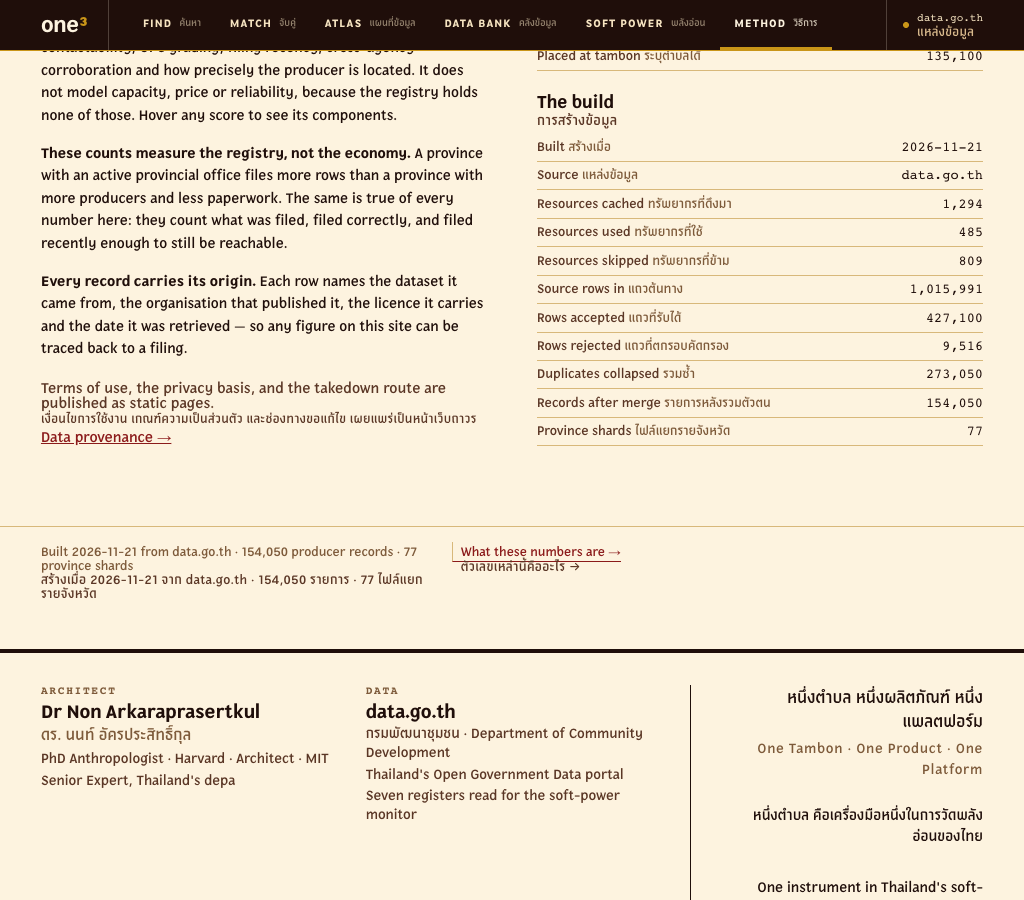 one³
FIND ค้นหา
MATCH จับคู่
ATLAS แผนที่ข้อมูล
DATA BANK คลังข้อมูล
SOFT POWER พลังอ่อน
METHOD วิธีการ
data.go.th
แหล่งข้อมูล
corroboration and how precisely the producer is located. It does
not model capacity, price or reliability, because the registry holds
none of those. Hover any score to see its components.
These counts measure the registry, not the economy. A province
with an active provincial office files more rows than a province with
more producers and less paperwork. The same is true of every
number here: they count what was filed, filed correctly, and filed
recently enough to still be reachable.
Every record carries its origin. Each row names the dataset it
came from, the organisation that published it, the licence it carries
and the date it was retrieved — so any figure on this site can be
traced back to a filing.
Terms of use, the privacy basis, and the takedown route are
published as static pages.
เงื่อนไขการใช้งาน เกณฑ์ความเป็นส่วนตัว และช่องทางขอแก้ไข เผยแพร่เป็นหน้าเว็บถาวร
Data provenance →
Placed at tambon ระบุตำบลได้ 135,100
The build
การสร้างข้อมูล
Built สร้างเมื่อ 2026-11-21
Source แหล่งข้อมูล data.go.th
Resources cached ทรัพยากรที่ดึงมา 1,294
Resources used ทรัพยากรที่ใช้ 485
Resources skipped ทรัพยากรที่ข้าม 809
Source rows in แถวต้นทาง 1,015,991
Rows accepted แถวที่รับได้ 427,100
Rows rejected แถวที่ตกรอบคัดกรอง 9,516
Duplicates collapsed รวมซ้ำ 273,050
Records after merge รายการหลังรวมตัวตน 154,050
Province shards ไฟล์แยกรายจังหวัด 77
Built 2026-11-21 from data.go.th · 154,050 producer records · 77
province shards
สร้างเมื่อ 2026-11-21 จาก data.go.th · 154,050 รายการ · 77 ไฟล์แยก
รายจังหวัด
What these numbers are →
ตัวเลขเหล่านี้คืออะไร →
ARCHITECT
Dr Non Arkaraprasertkul
ดร. นนท์ อัครประสิทธิ์กุล
PhD Anthropologist · Harvard · Architect · MIT
Senior Expert, Thailand's depa
DATA
data.go.th
กรมพัฒนาชุมชน · Department of Community
Development
Thailand's Open Government Data portal
Seven registers read for the soft-power
monitor
หนึ่งตำบล หนึ่งผลิตภัณฑ์ หนึ่ง
แพลตฟอร์ม
One Tambon · One Product · One
Platform
หนึ่งตำบล คือเครื่องมือหนึ่งในการวัดพลัง
อ่อนของไทย
One instrument in Thailand's soft-